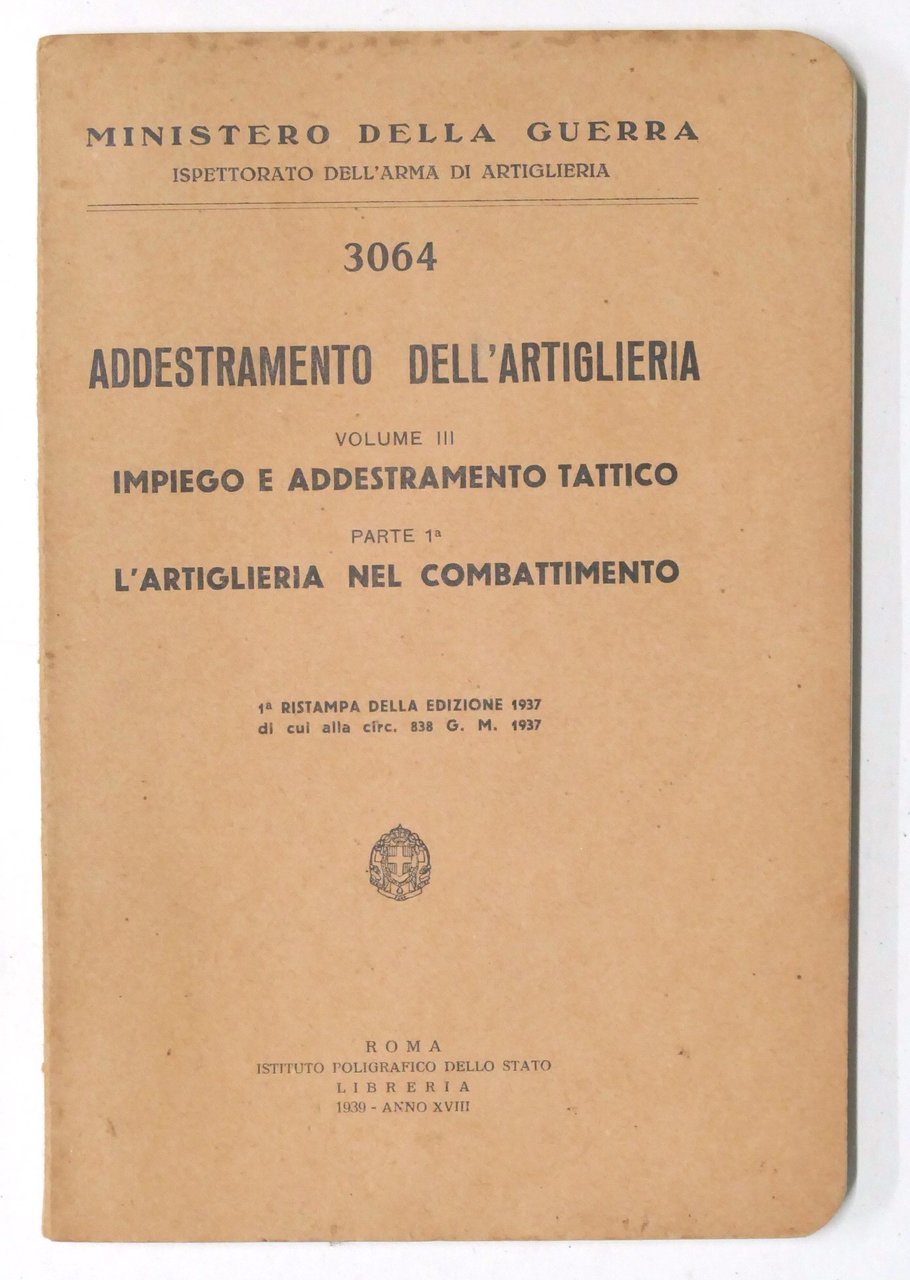 MINISTERO DELLA GUERRA
ISPETTORATO DELL'ARMA DI ARTIGLIERIA
3064
ADDESTRAMENTO DELL'ARTIGLIERIA
VOLUME III
IMPIEGO E ADDESTRAMENTO TATTICO
PARTE 1ª
L'ARTIGLIERIA NEL COMBATTIMENTO
1ª RISTAMPA DELLA EDIZIONE 1937
di cui alla circ. 838 G. M. 1937
ROMA
ISTITUTO POLIGRAFICO DELLO STATO
LIBRERIA
1939 - ANNO XVIII